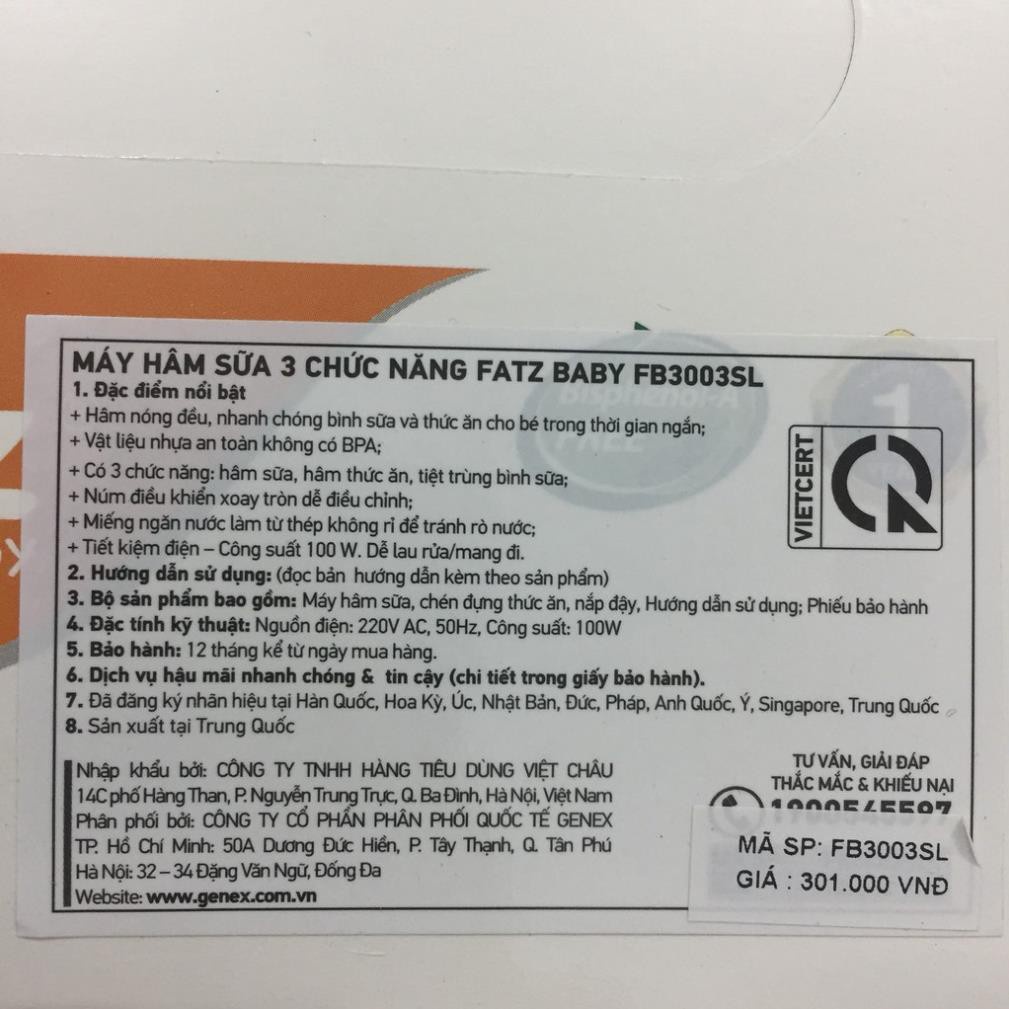 MÁY HÂM SỮA 3 CHỨC NĂNG FATZ BABY FB3003SL
1. Đặc điểm nổi bật
+ Hâm nóng đều, nhanh chóng bình sữa và thức ăn cho bé trong thời gian ngắn;
+ Vật liệu nhựa an toàn không có BPA;
+ Có 3 chức năng: hâm sữa, hâm thức ăn, tiệt trùng bình sữa;
+ Núm điều khiển xoay tròn dễ điều chỉnh;
+ Miếng ngăn nước làm từ thép không rỉ để tránh rò nước;
+ Tiết kiệm điện – Công suất 100 W. Dễ lau rửa/mang đi.
2. Hướng dẫn sử dụng: (đọc bản hướng dẫn kèm theo sản phẩm)
3. Bộ sản phẩm bao gồm: Máy hâm sữa, chén đựng thức ăn, nắp đậy, Hướng dẫn sử dụng; Phiếu bảo hành
4. Đặc tính kỹ thuật: Nguồn điện: 220V AC, 50Hz, Công suất: 100W
5. Bảo hành: 12 tháng kể từ ngày mua hàng.
6. Dịch vụ hậu mãi nhanh chóng & tin cậy (chi tiết trong giấy bảo hành).
7. Đã đăng ký nhãn hiệu tại Hàn Quốc, Hoa Kỳ, Úc, Nhật Bản, Đức, Pháp, Anh Quốc, Ý, Singapore, Trung Quốc
8. Sản xuất tại Trung Quốc
VIETCERT
Nhập khẩu bởi: CÔNG TY TNHH HÀNG TIÊU DÙNG VIỆT CHÂU
14C phố Hàng Than, P. Nguyễn Trung Trực, Q. Ba Đình, Hà Nội, Việt Nam
Phân phối bởi: CÔNG TY CỔ PHẦN PHÂN PHỐI QUỐC TẾ GENEX
TP. Hồ Chí Minh: 50A Dương Đức Hiền, P. Tây Thạnh, Q. Tân Phú
Hà Nội: 32 – 34 Đặng Văn Ngữ, Đống Đa
Website: www.genex.com.vn
TƯ VẤN, GIẢI ĐÁP
THẮC MẮC & KHIẾU NẠI
1900545597
MÃ SP: FB3003SL
GIÁ : 301.000 VNĐ
Bisphenol-A
FREE
1